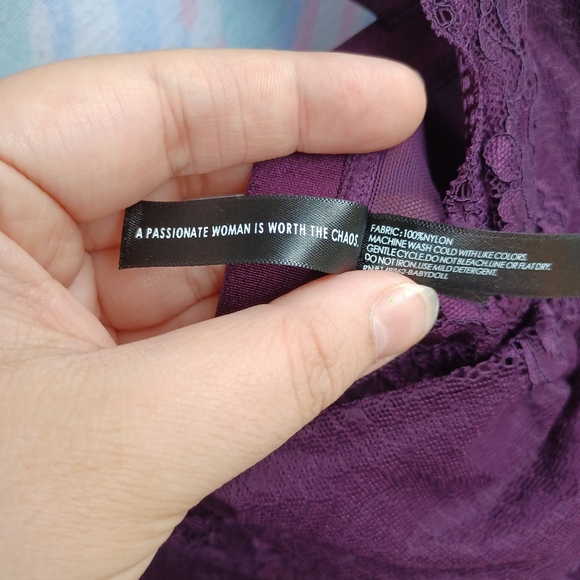 A PASSIONATE WOMAN IS WORTH THE CHAOS.
FABRIC:100%NYLON
MACHINE WASH COLD WITH LIKE COLORS.
GENTLE CYCLE.DO NOT BLEACH.LINE OR FLAT DRY.
DO NOT IRON.USE MILD DETERGENT.
-BABYDOLL